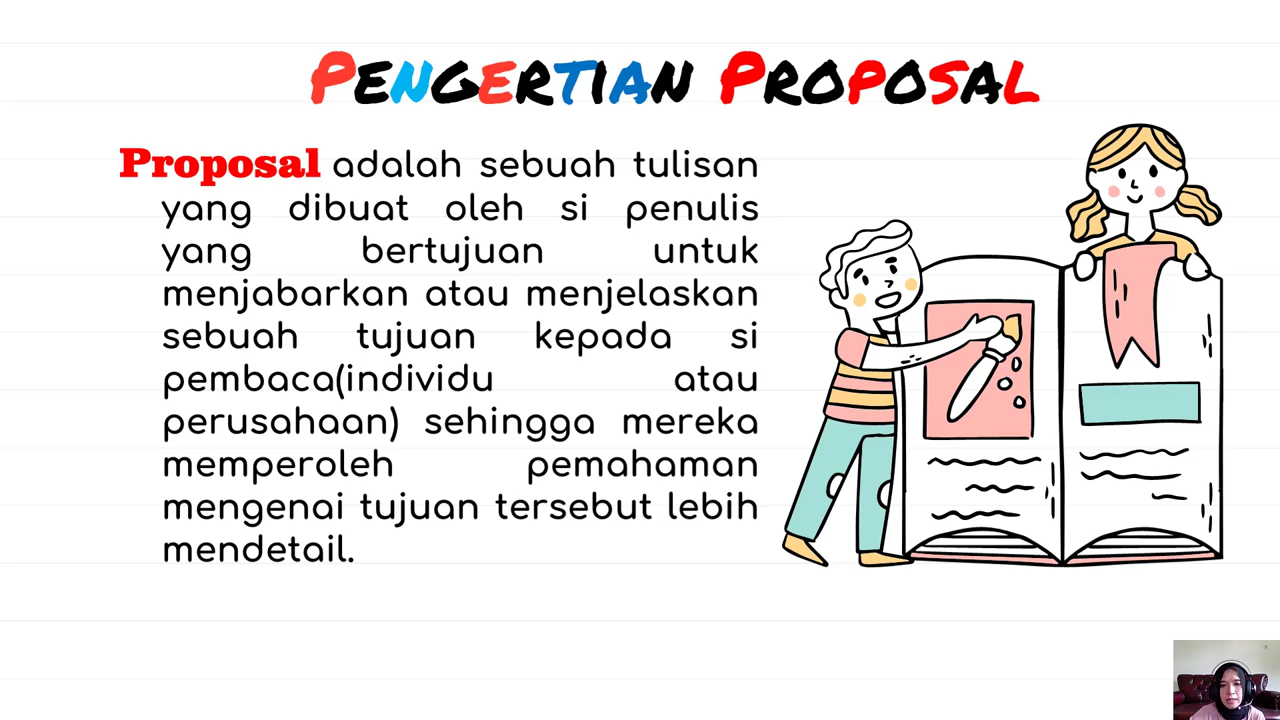 PENGERTIAN PROPOSAL
Proposal adalah sebuah tulisan
yang dibuat oleh si penulis
yang bertujuan untuk
menjabarkan atau menjelaskan
sebuah tujuan kepada si
pembaca(individu atau
perusahaan) sehingga mereka
memperoleh pemahaman
mengenai tujuan tersebut lebih
mendetail.